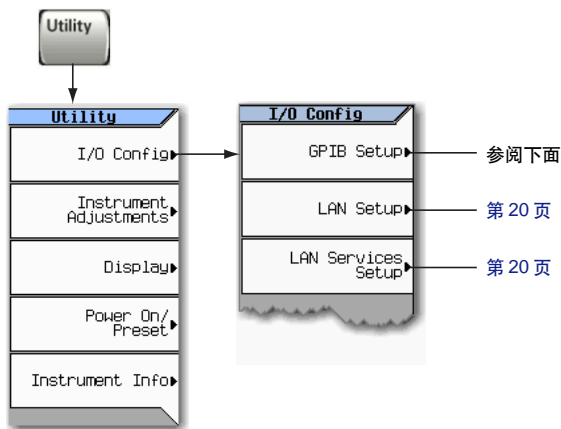 Utility
Utility
I/O Config
Instrument
Adjustments
Display
Power On/
Preset
Instrument Info
I/O Config
GPIB Setup
参阅下面
LAN Setup
第 20 页
LAN Services
Setup
第 20 页